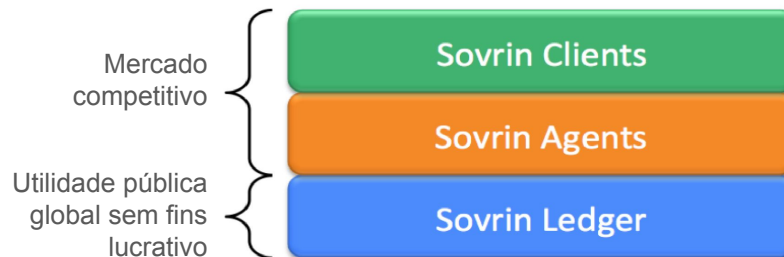 Mercado
competitivo
Utilidade pública
global sem fins
lucrativo
Sovrin Clients
Sovrin Agents
Sovrin Ledger